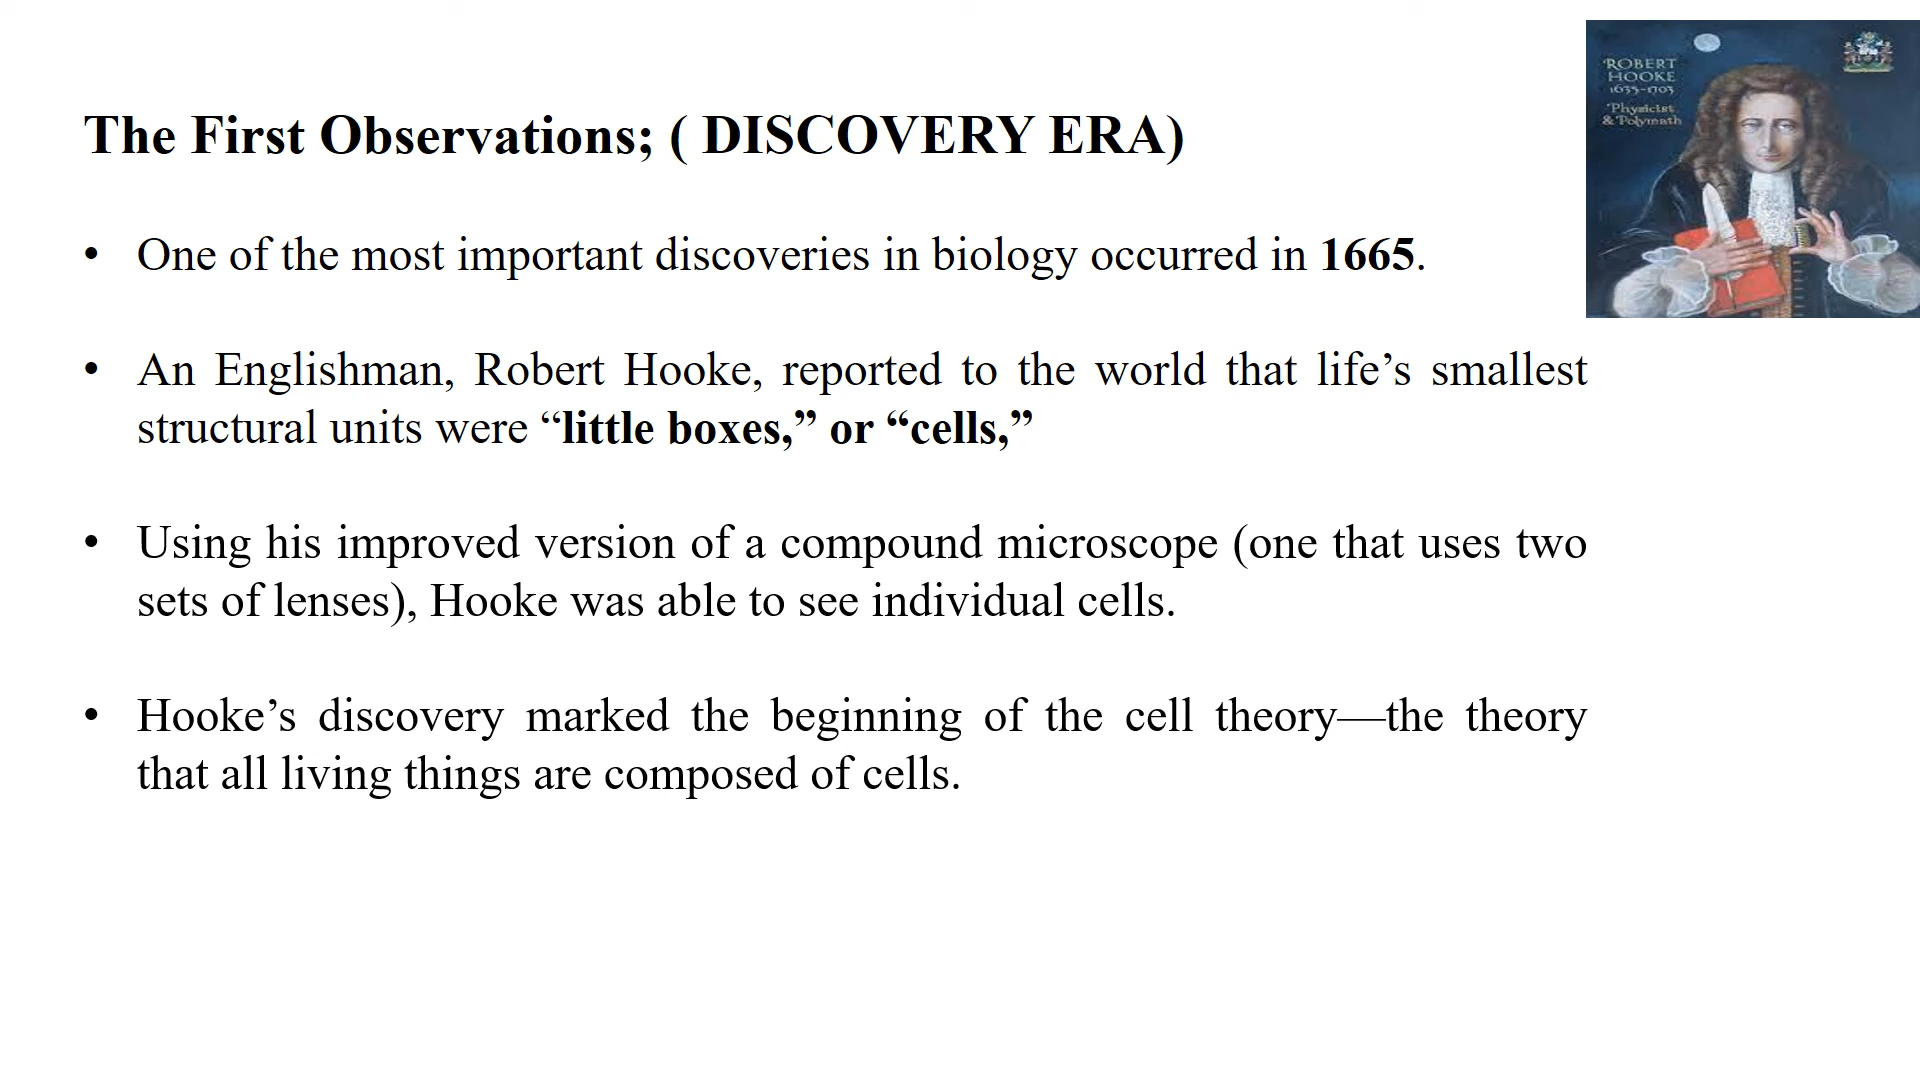 The First Observations; ( DISCOVERY ERA)
• One of the most important discoveries in biology occurred in 1665.
• An Englishman, Robert Hooke, reported to the world that life’s smallest
structural units were “little boxes,” or “cells,”
• Using his improved version of a compound microscope (one that uses two
sets of lenses), Hooke was able to see individual cells.
• Hooke’s discovery marked the beginning of the cell theory—the theory
that all living things are composed of cells.
ROBERT
HOOKE
1635-1703
Physicist
& Polymath